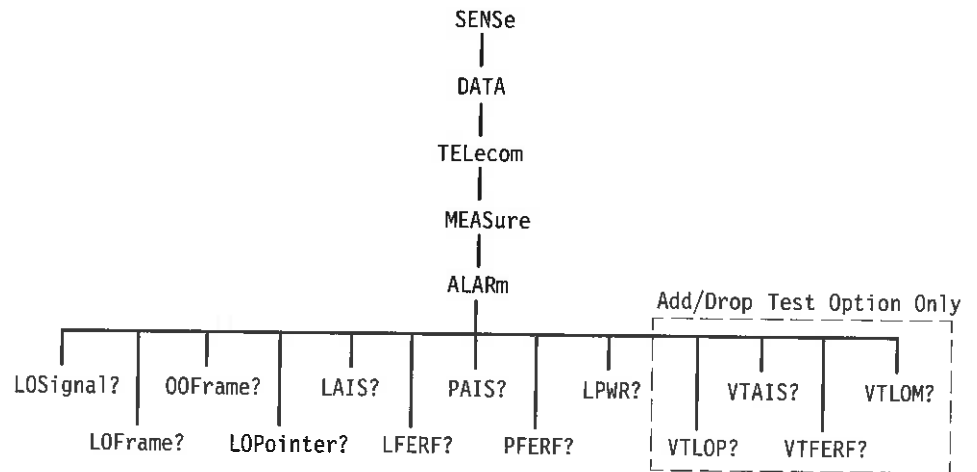 SENSe
DATA
TELecom
MEASure
ALARm
Add/Drop Test Option Only
LOSignal? OOFrame? LAIS? PAIS? LPWR? VTAIS? VTLOM?
LOFrame? LOPointer? LFERF? PFERF? VTLOP? VTFERF?